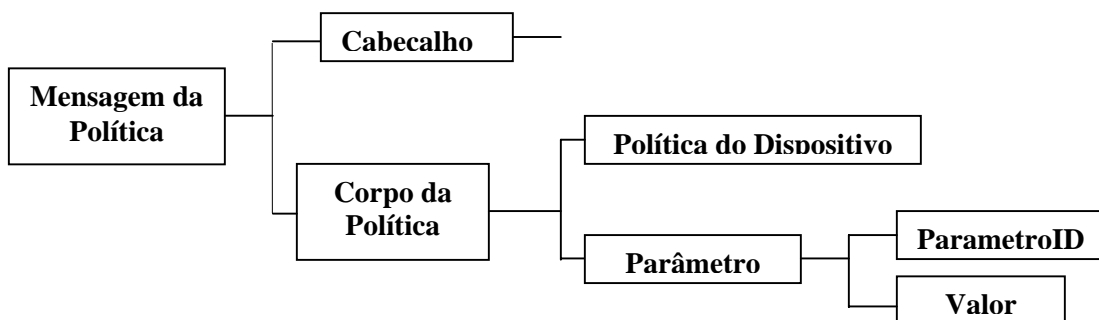 Cabecalho
Mensagem da
Política
Política do Dispositivo
Corpo da
Política
ParametroID
Parâmetro
Valor